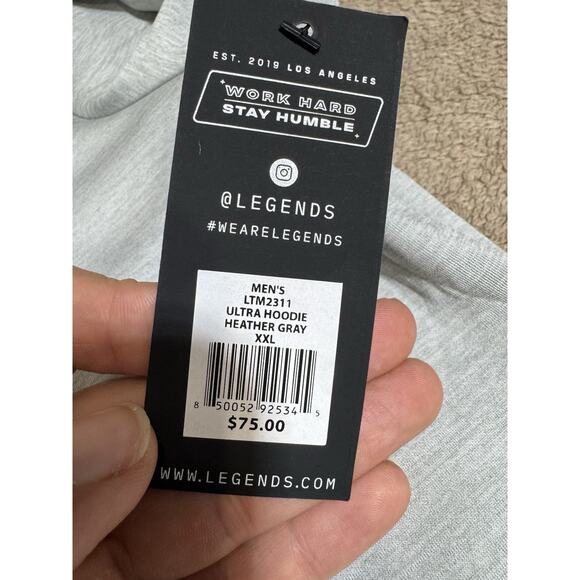 EST. 2019 LOS ANGELES
WORK HARD
STAY HUMBLE
@LEGENDS
#WEARELEGENDS
MEN'S
LTM2311
ULTRA HOODIE
HEATHER GRAY
XXL
8 50052 92534 5
$75.00
WWW.LEGENDS.COM